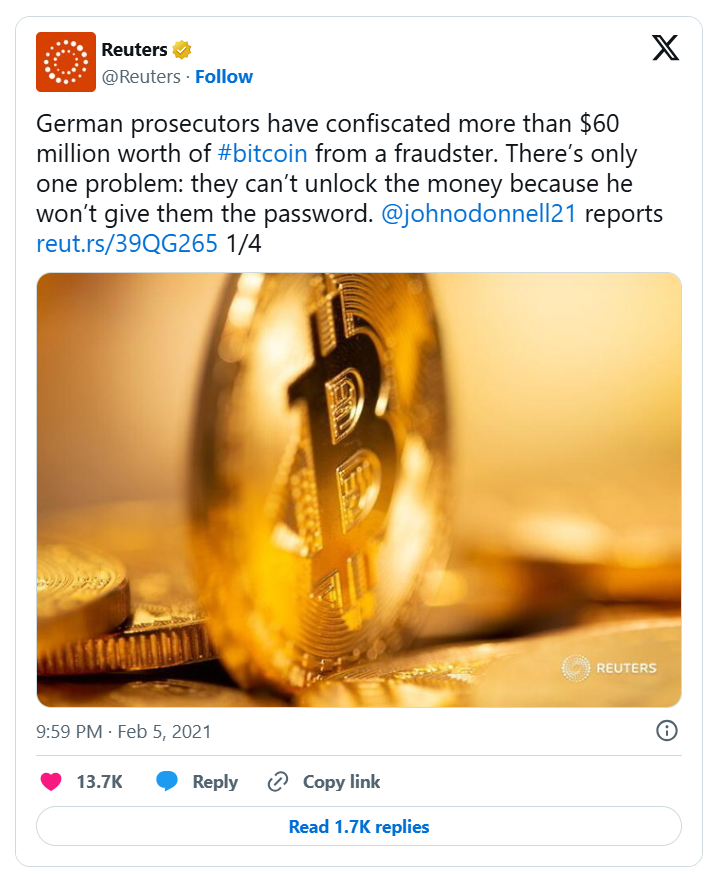 Reuters
@Reuters · Follow
German prosecutors have confiscated more than $60
million worth of #bitcoin from a fraudster. There’s only
one problem: they can’t unlock the money because he
won’t give them the password. @johnodonnell21 reports
reut.rs/39QG265 1/4
REUTERS
9:59 PM · Feb 5, 2021
13.7K Reply Copy link
Read 1.7K replies